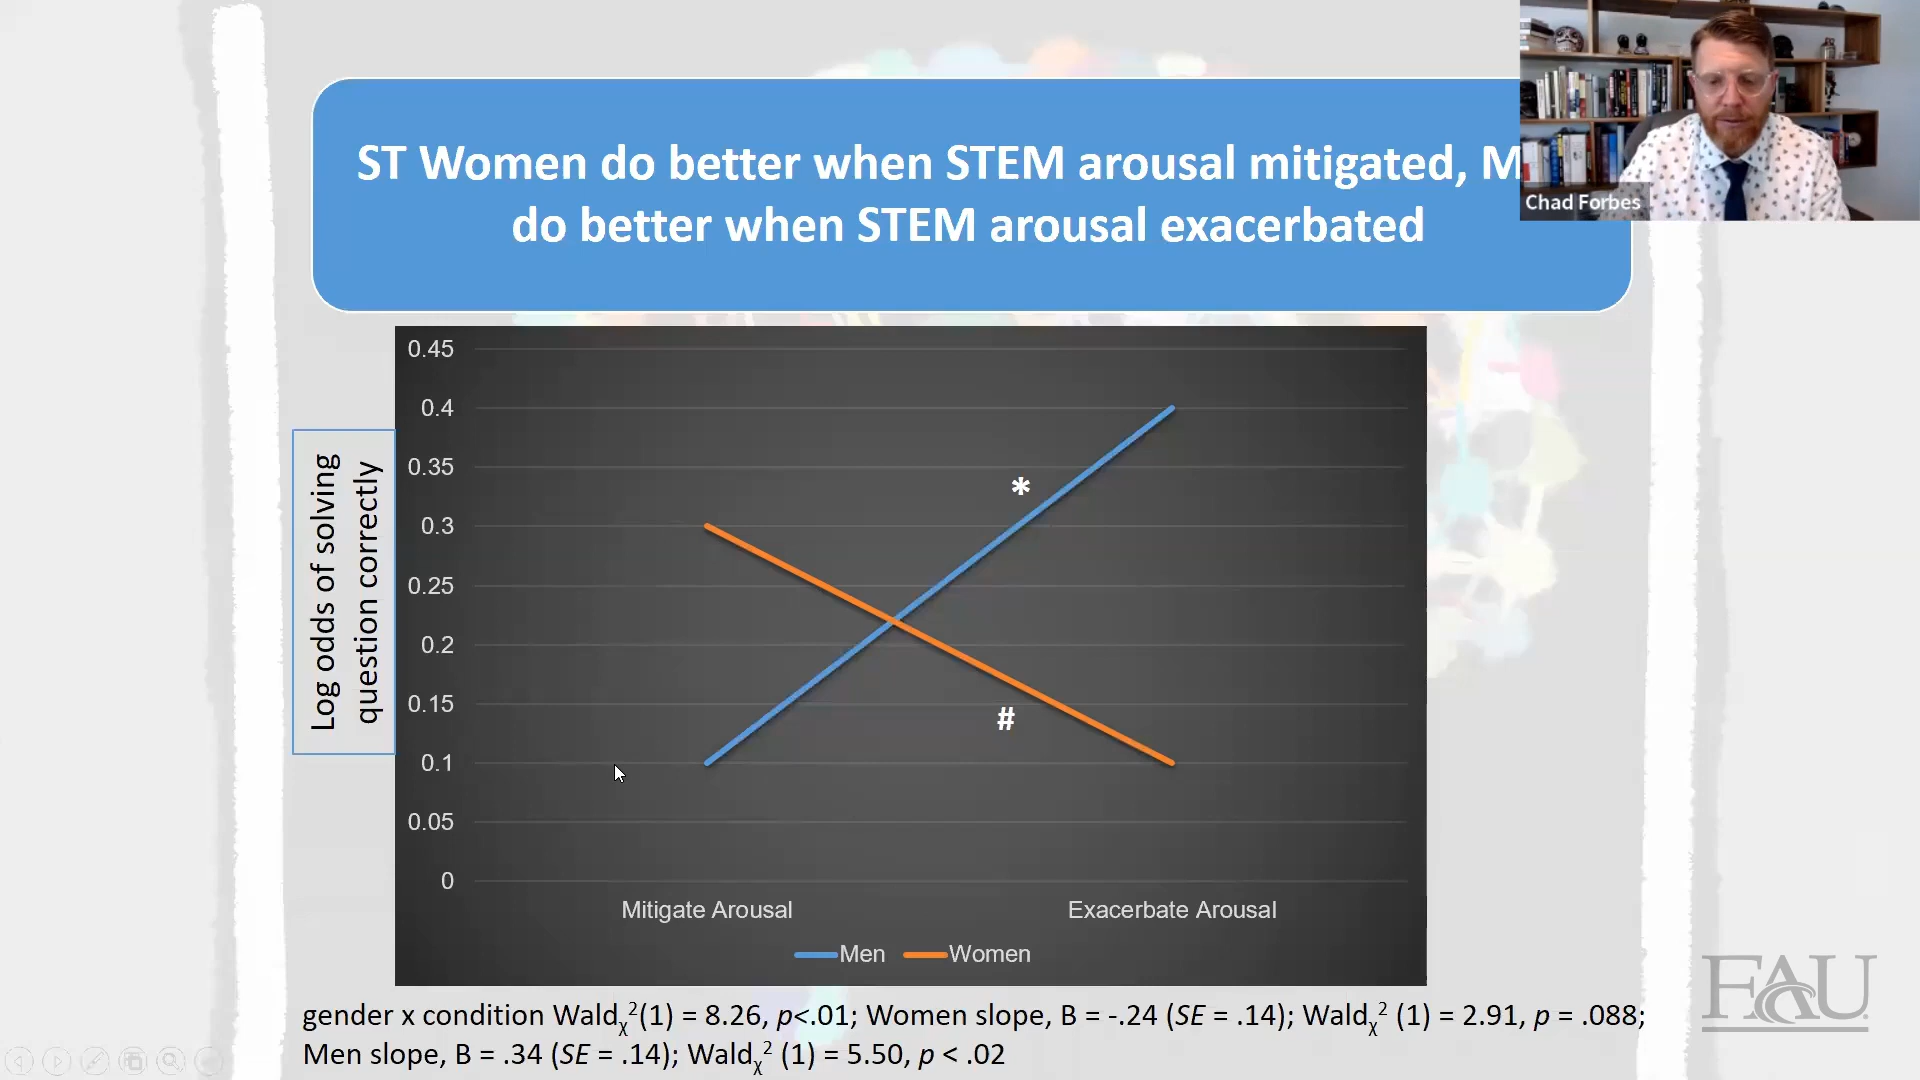 ST Women do better when STEM arousal mitigated, M
do better when STEM arousal exacerbated
Chad Forbes
Log odds of solving
question correctly
0.45
0.4
0.35
0.3
0.25
0.2
0.15
0.1
0.05
0
*
#
Mitigate Arousal
Exacerbate Arousal
Men
Women
FAU
gender x condition Waldχ²(1) = 8.26, p<.01; Women slope, B = -.24 (SE = .14); Waldχ² (1) = 2.91, p = .088;
Men slope, B = .34 (SE = .14); Waldχ² (1) = 5.50, p < .02